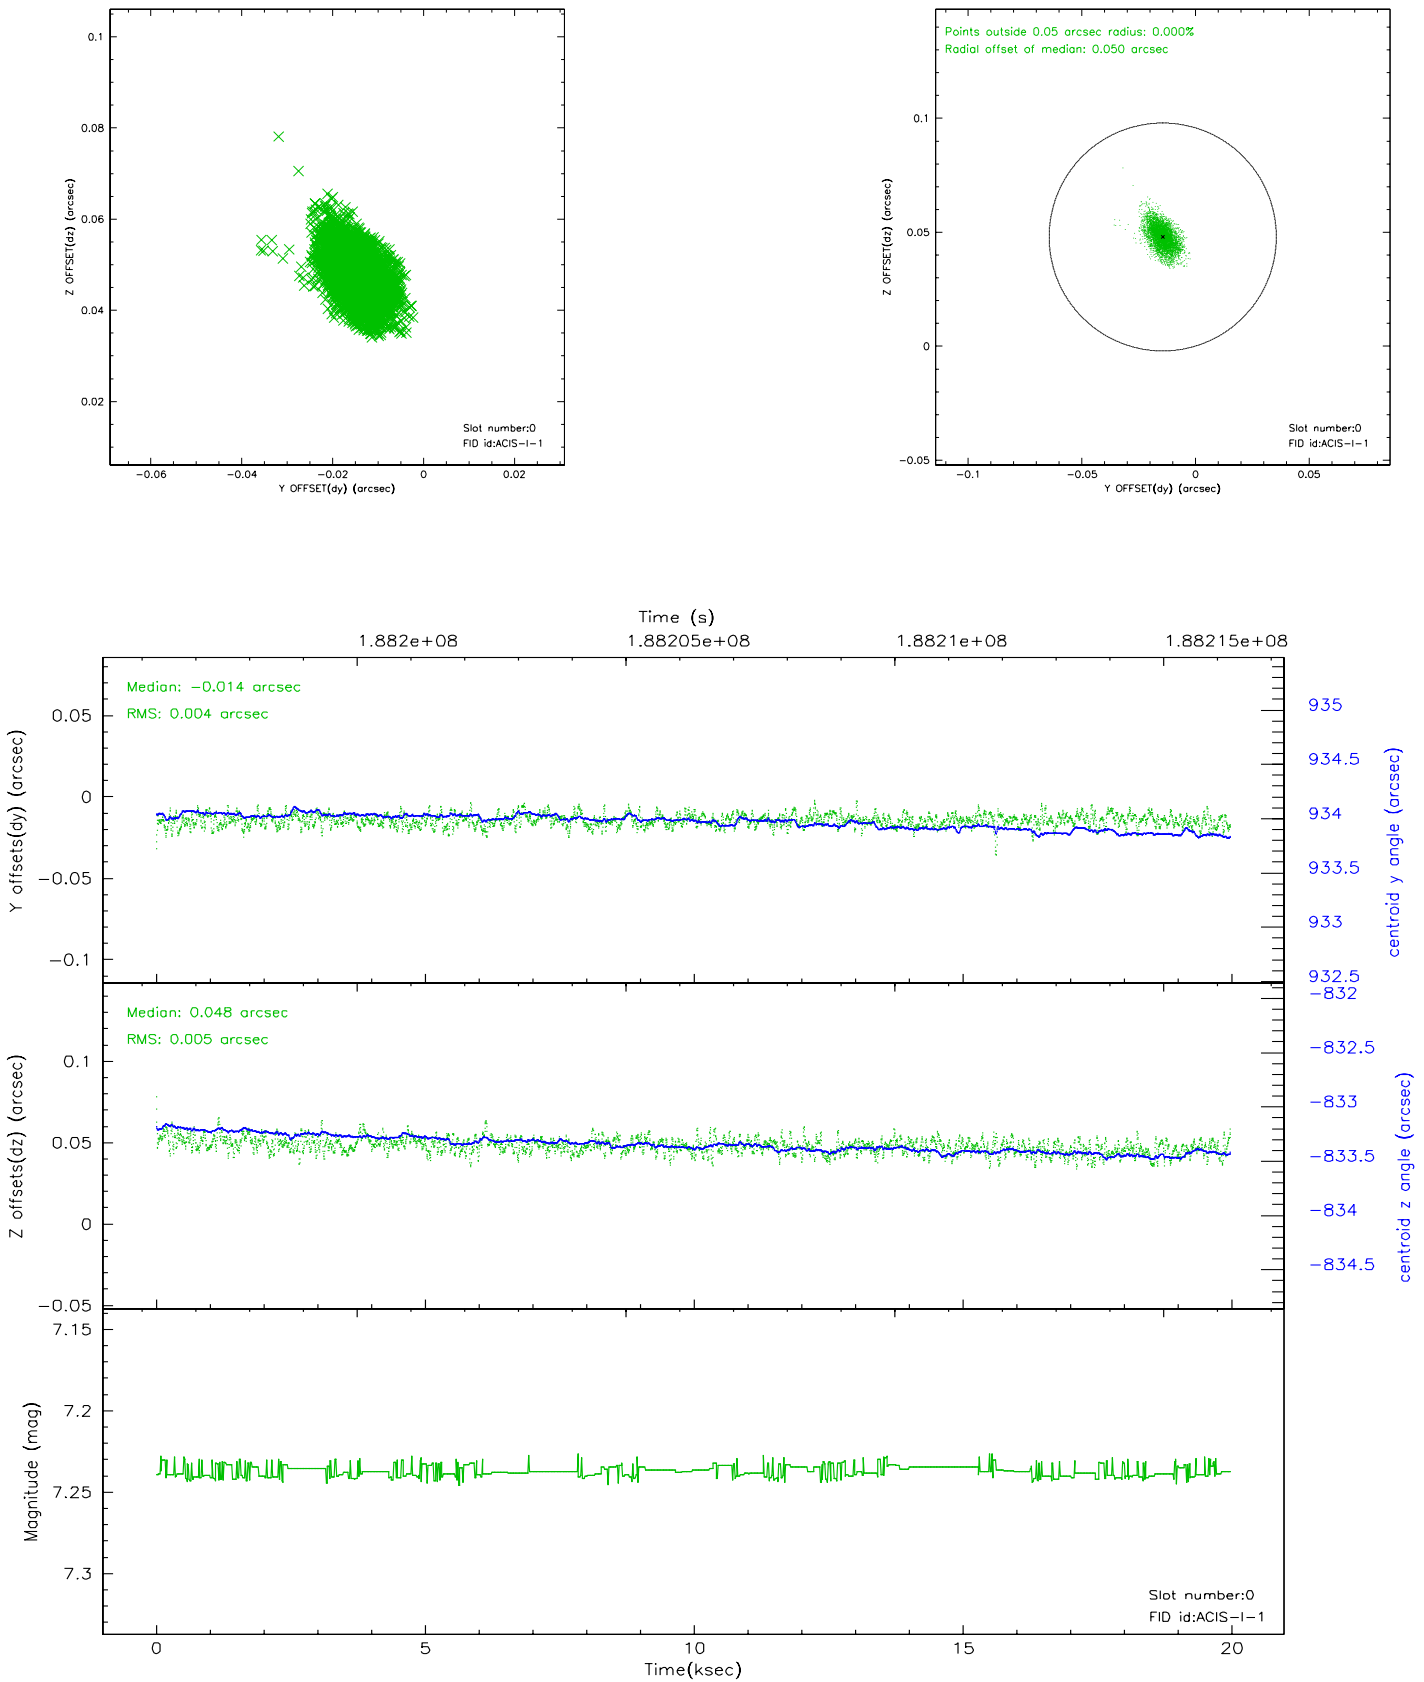 0.1
0.08
0.06
0.04
0.02
Z OFFSET(dz) (arcsec)
−0.06 −0.04 −0.02 0 0.02
Y OFFSET(dy) (arcsec)
Slot number:0
FID id:ACIS−I−1
Points outside 0.05 arcsec radius: 0.000%
Radial offset of median: 0.050 arcsec
0.1
0.05
0
−0.05
Z OFFSET(dz) (arcsec)
−0.1 −0.05 0 0.05
Y OFFSET(dy) (arcsec)
Slot number:0
FID id:ACIS−I−1
Time (s)
1.882e+08 1.88205e+08 1.8821e+08 1.88215e+08
Median: −0.014 arcsec
RMS: 0.004 arcsec
0.05
0
−0.05
−0.1
Y offsets(dy) (arcsec)
935
934.5
934
933.5
933
932.5
centroid y angle (arcsec)
Median: 0.048 arcsec
RMS: 0.005 arcsec
0.1
0.05
0
−0.05
Z offsets(dz) (arcsec)
−832
−832.5
−833
−833.5
−834
−834.5
centroid z angle (arcsec)
7.15
7.2
7.25
7.3
Magnitude (mag)
Slot number:0
FID id:ACIS−I−1
0 5 10 15 20
Time(ksec)